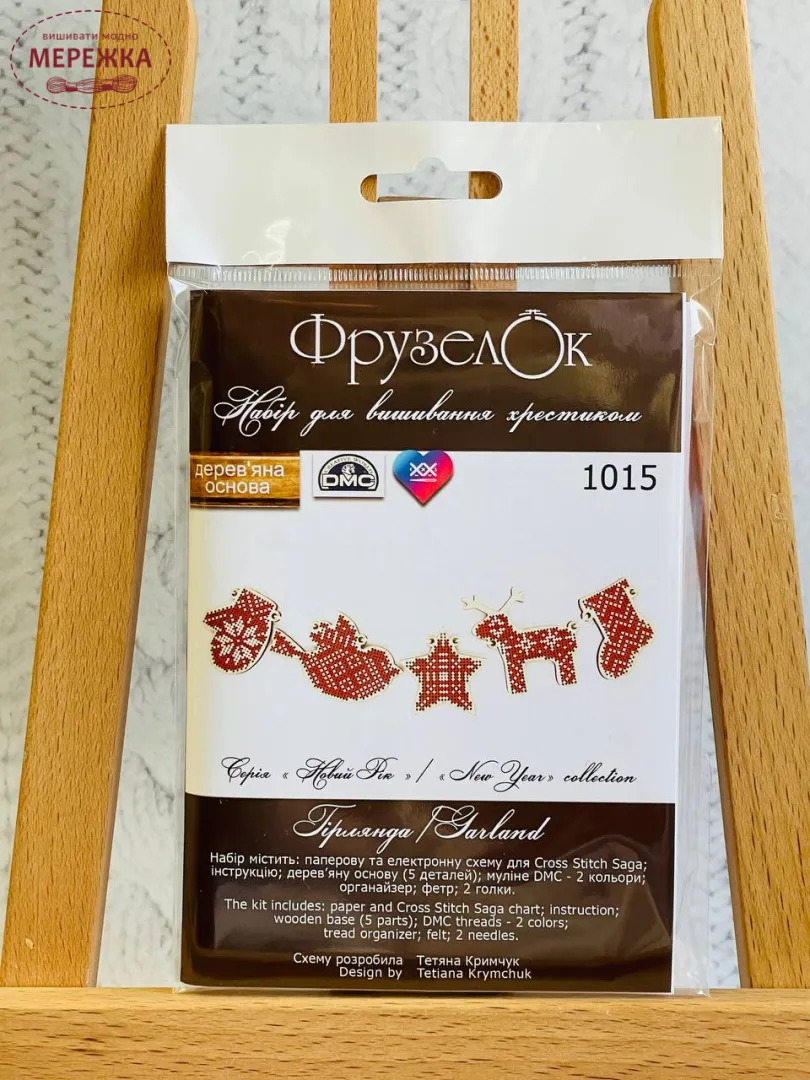 вишивати модно
МЕРЕЖКА
ФрузелОк
Набір для вишивання хрестиком
дерев'яна
основа
CREATIVE WORLD
DMC
1015
Серія « Новий Рік » / « New Year » collection
Гірлянда / Garland
Набір містить: паперову та електронну схему для Cross Stitch Saga;
інструкцію; дерев'яну основу (5 деталей); муліне DMC - 2 кольори;
органайзер; фетр; 2 голки.
The kit includes: paper and Cross Stitch Saga chart; instruction;
wooden base (5 parts); DMC threads - 2 colors;
tread organizer; felt; 2 needles.
Схему розробила Тетяна Кримчук
Design by Tetiana Krymchuk